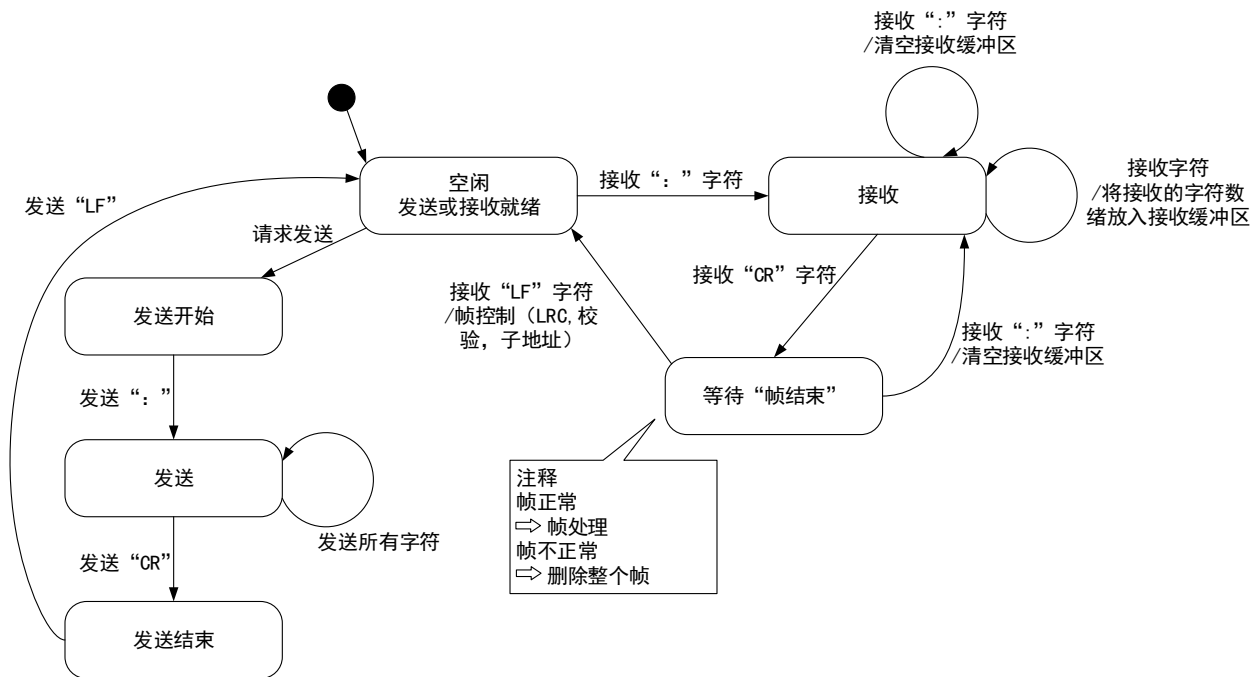 接收“:”字符
/清空接收缓冲区
空闲
发送或接收就绪
接收“:”字符
接收
接收字符
/将接收的字符数
绪放入接收缓冲区
发送“LF”
请求发送
接收“CR”字符
接收“LF”字符
/帧控制（LRC,校
验，子地址）
发送开始
接收“:”字符
/清空接收缓冲区
等待“帧结束”
发送“:”
发送
注释
帧正常
⇨ 帧处理
帧不正常
⇨ 删除整个帧
发送所有字符
发送“CR”
发送结束